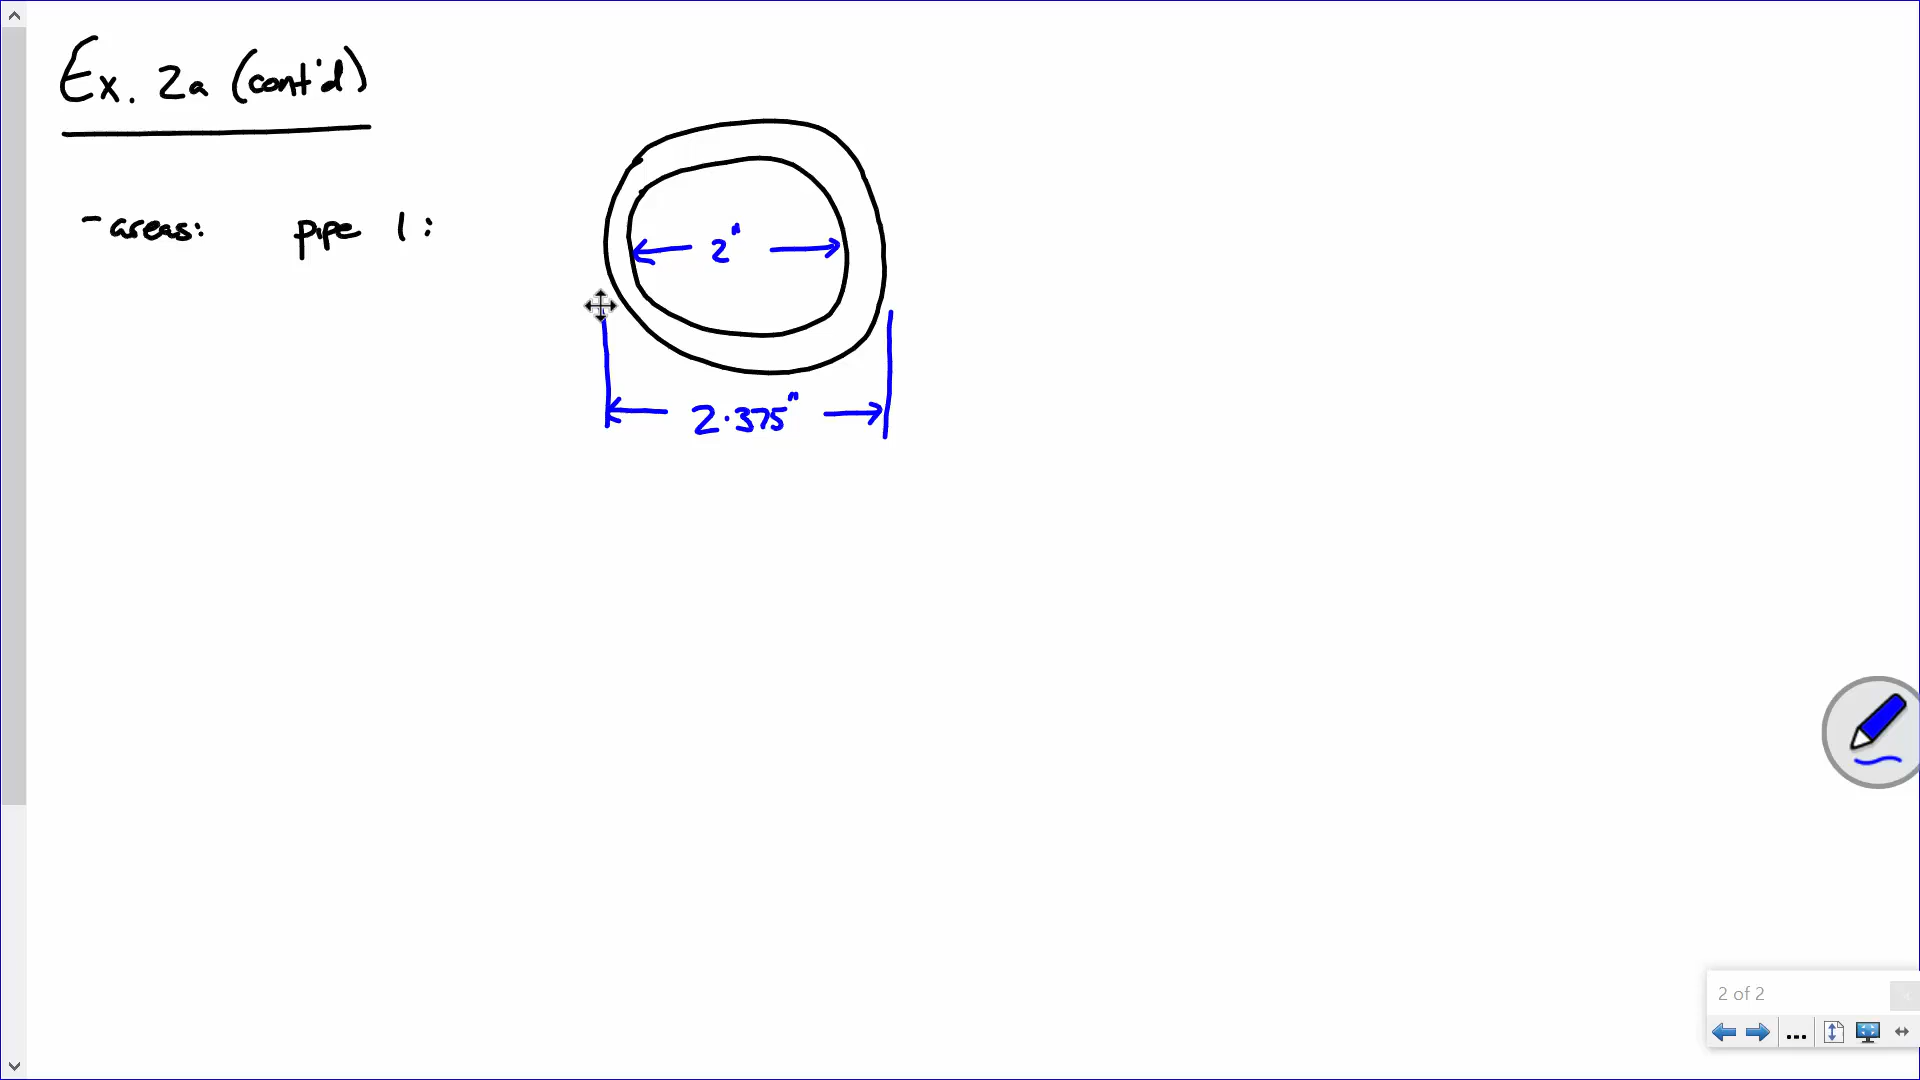 Ex. 2a (cont'd)
- areas: pipe 1:
2"
2.375"
2 of 2
...